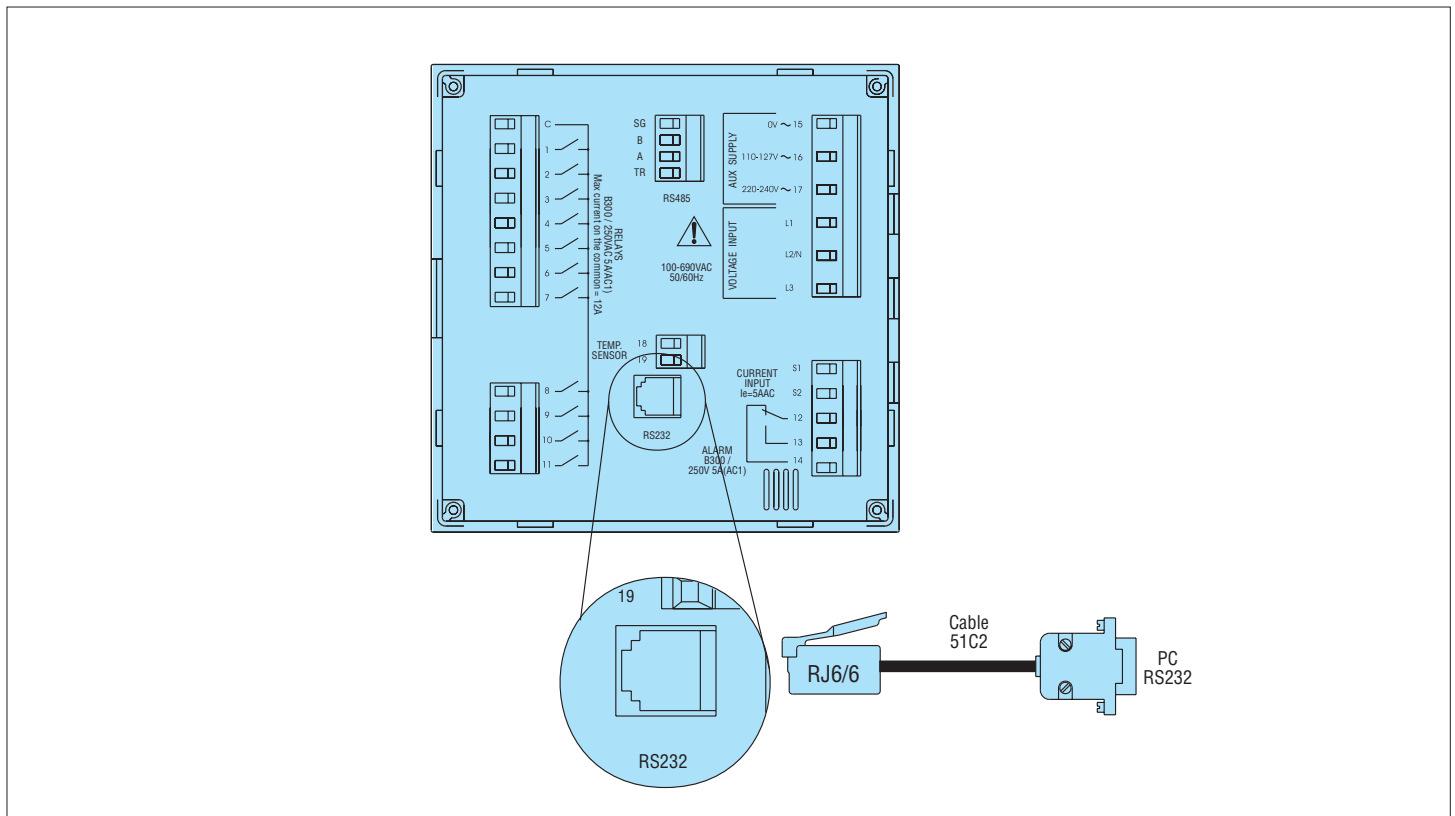 C
1
2
3
4
5
6
7
RELAYS
B300 / 250VAC 5A(AC1)
Max current on the common = 12A
8
9
10
11
SG
B
A
TR
RS485
100-690VAC
50/60Hz
AUX SUPPLY
0V ~ 15
110-127V ~ 16
220-240V ~ 17
VOLTAGE INPUT
L1
L2/N
L3
TEMP.
SENSOR
18
19
RS232
CURRENT
INPUT
Ie=5AAC
S1
S2
12
13
14
ALARM
B300 /
250V 5A(AC1)
19
RS232
RJ6/6
Cable
51C2
PC
RS232